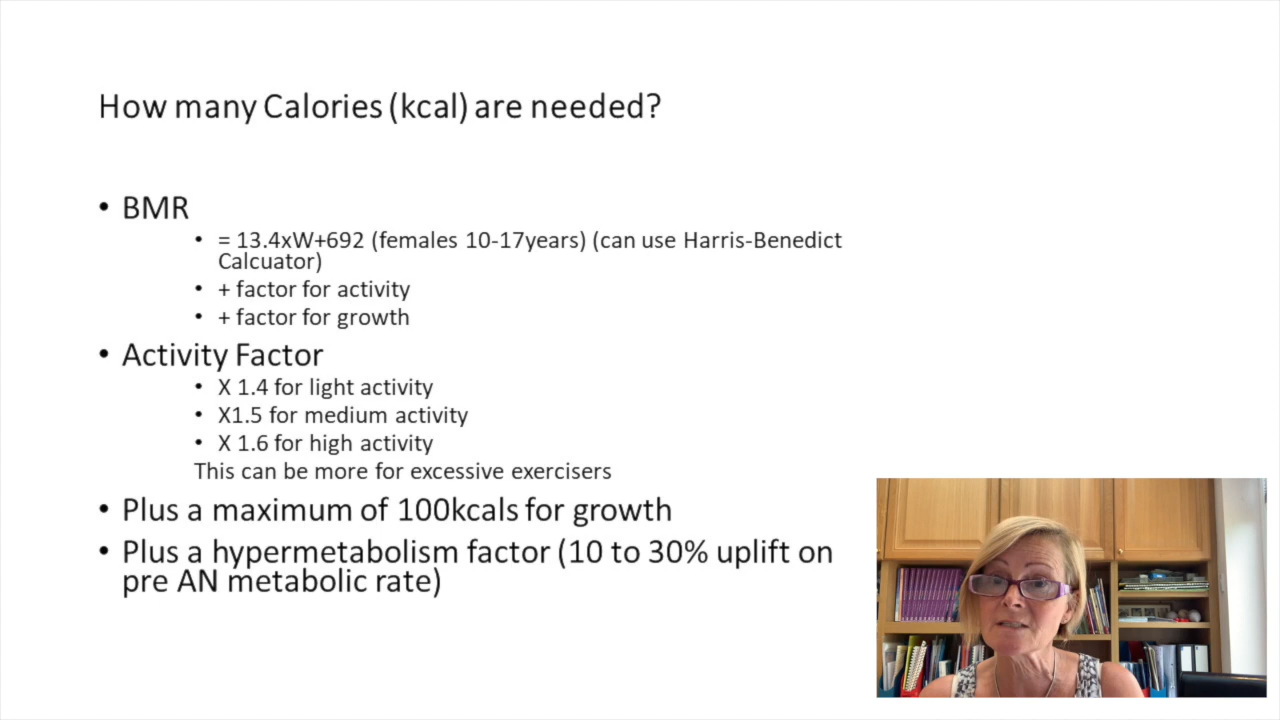 How many Calories (kcal) are needed?
• BMR
• = 13.4xW+692 (females 10-17years) (can use Harris-Benedict
Calcuator)
• + factor for activity
• + factor for growth
• Activity Factor
• X 1.4 for light activity
• X1.5 for medium activity
• X 1.6 for high activity
This can be more for excessive exercisers
• Plus a maximum of 100kcals for growth
• Plus a hypermetabolism factor (10 to 30% uplift on
pre AN metabolic rate)